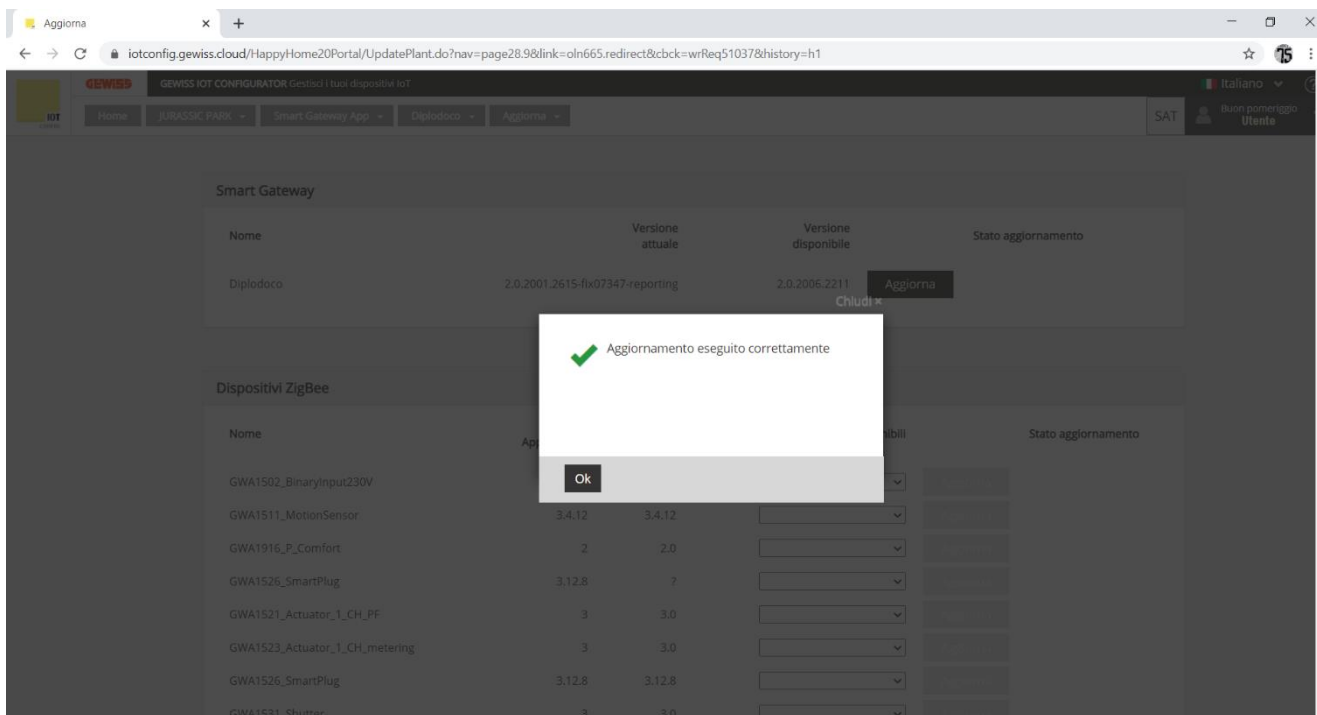 Aggiorna
iotconfig.gewiss.cloud/HappyHome20Portal/UpdatePlant.do?nav=page28.9&link=oln665.redirect&cbck=wrReq51037&history=h1
GEWISS GEWISS IOT CONFIGURATOR Gestisci i tuoi dispositivi IoT Italiano
IOT Home JURASSIC PARK Smart Gateway App Diplodoco Aggiorna SAT Buon pomeriggio
Utente
Smart Gateway
Nome Versione attuale Versione disponibile Stato aggiornamento
Diplodoco 2.0.2001.2615-fix07347-reporting 2.0.2006.2211 Aggiorna
Chiudi ×
Aggiornamento eseguito correttamente
Ok
Dispositivi ZigBee
Nome Stato aggiornamento
GWA1502_BinaryInput230V
GWA1511_MotionSensor 3.4.12 3.4.12
GWA1916_P_Comfort 2 2.0
GWA1526_SmartPlug 3.12.8 ?
GWA1521_Actuator_1_CH_PF 3 3.0
GWA1523_Actuator_1_CH_metering 3 3.0
GWA1526_SmartPlug 3.12.8 3.12.8
GWA1531_Shutter 3 3.0